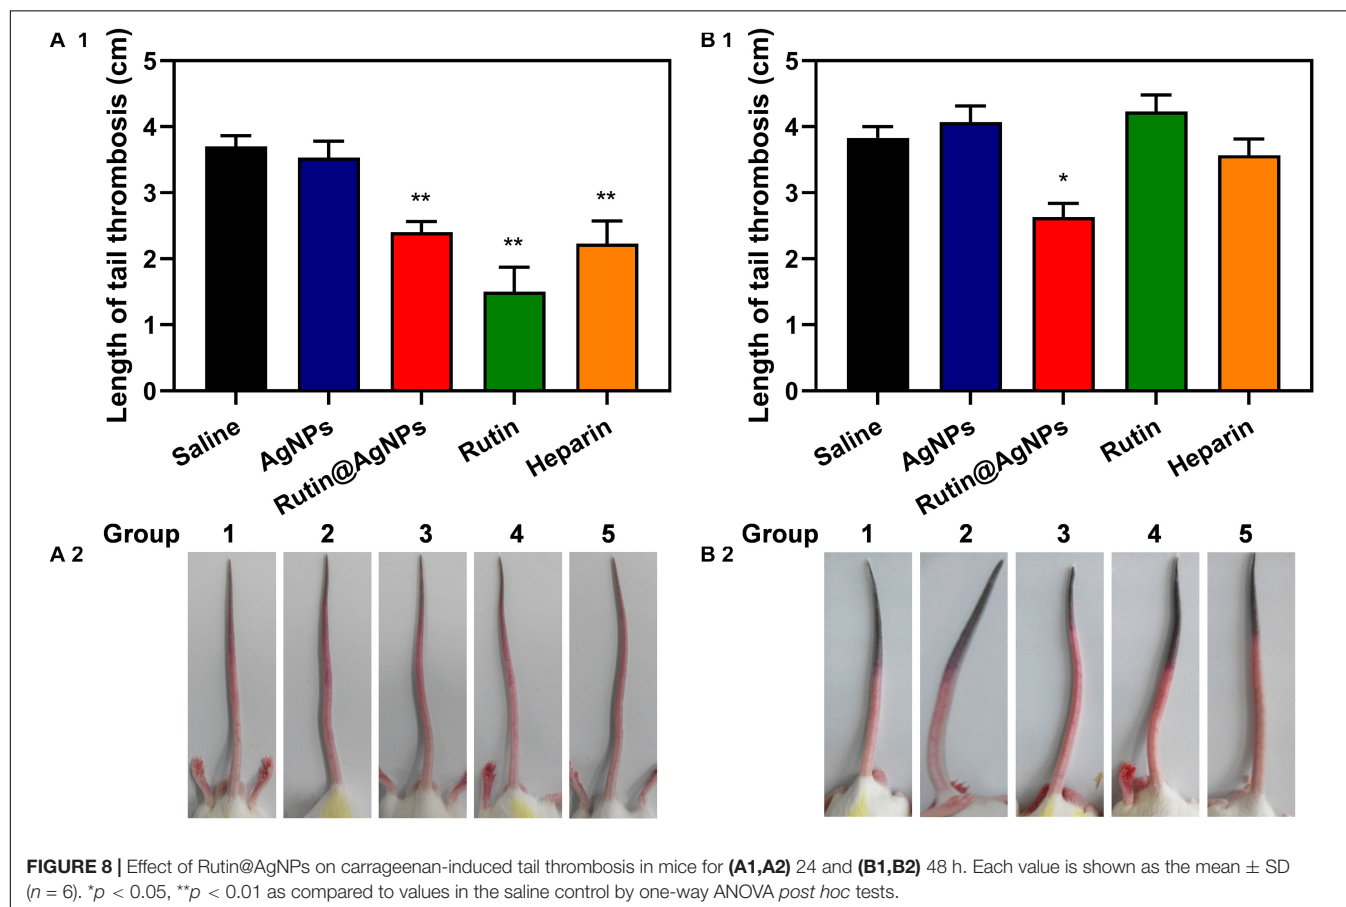 A 1
Length of tail thrombosis (cm)
5
4
3
2
1
0
**
**
**
Saline
AgNPs
Rutin@AgNPs
Rutin
Heparin
B 1
Length of tail thrombosis (cm)
5
4
3
2
1
0
*
Saline
AgNPs
Rutin@AgNPs
Rutin
Heparin
A 2
Group 1 2 3 4 5
B 2
Group 1 2 3 4 5
FIGURE 8 | Effect of Rutin@AgNPs on carrageenan-induced tail thrombosis in mice for (A1,A2) 24 and (B1,B2) 48 h. Each value is shown as the mean ± SD
(n = 6). *p < 0.05, **p < 0.01 as compared to values in the saline control by one-way ANOVA post hoc tests.